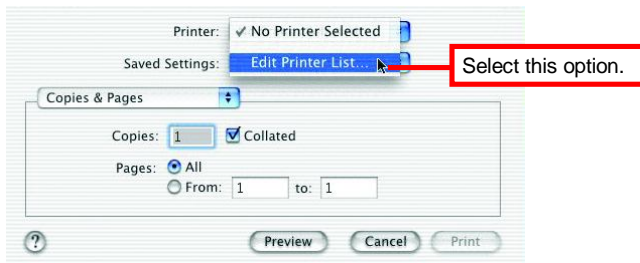 Printer: ✓ No Printer Selected
Saved Settings: Edit Printer List...
Select this option.
Copies & Pages
Copies: 1 Collated
Pages: All
From: 1 to: 1
? Preview Cancel Print